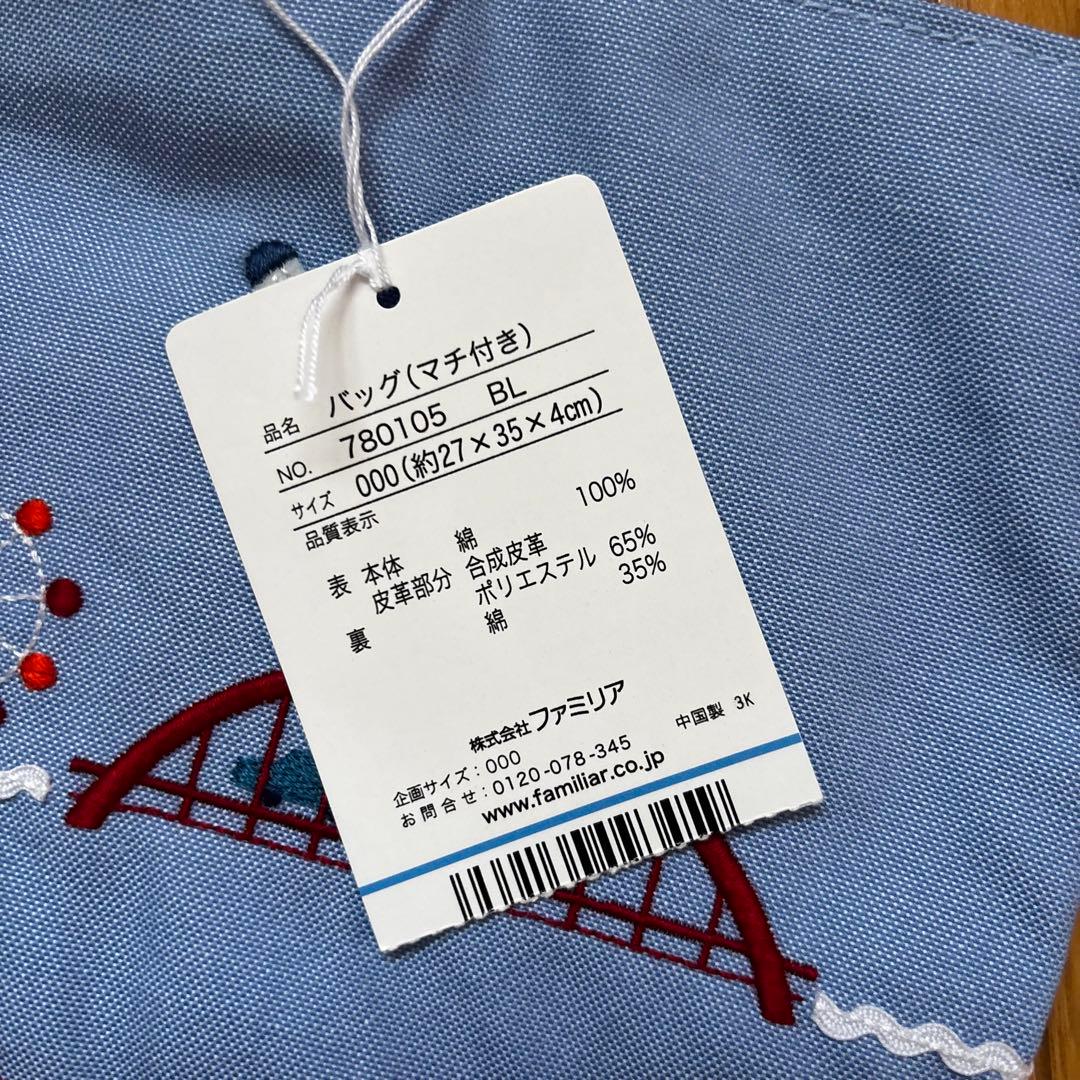 品名 バッグ(マチ付き)
NO. 780105 BL
サイズ 000(約27×35×4cm)
品質表示
表 本体 綿 100%
皮革部分 合成皮革
裏 ポリエステル 65%
綿 35%
株式会社ファミリア
企画サイズ:000 中国製 3K
お問合せ:0120-078-345
www.familiar.co.jp